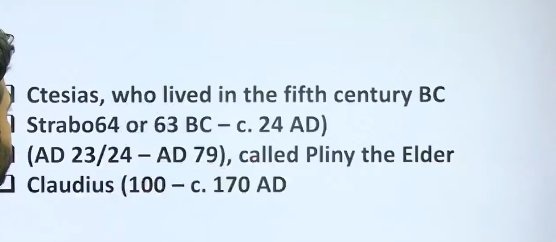 Ctesias, who lived in the fifth century BC
Strabo64 or 63 BC – c. 24 AD)
(AD 23/24 – AD 79), called Pliny the Elder
Claudius (100 – c. 170 AD